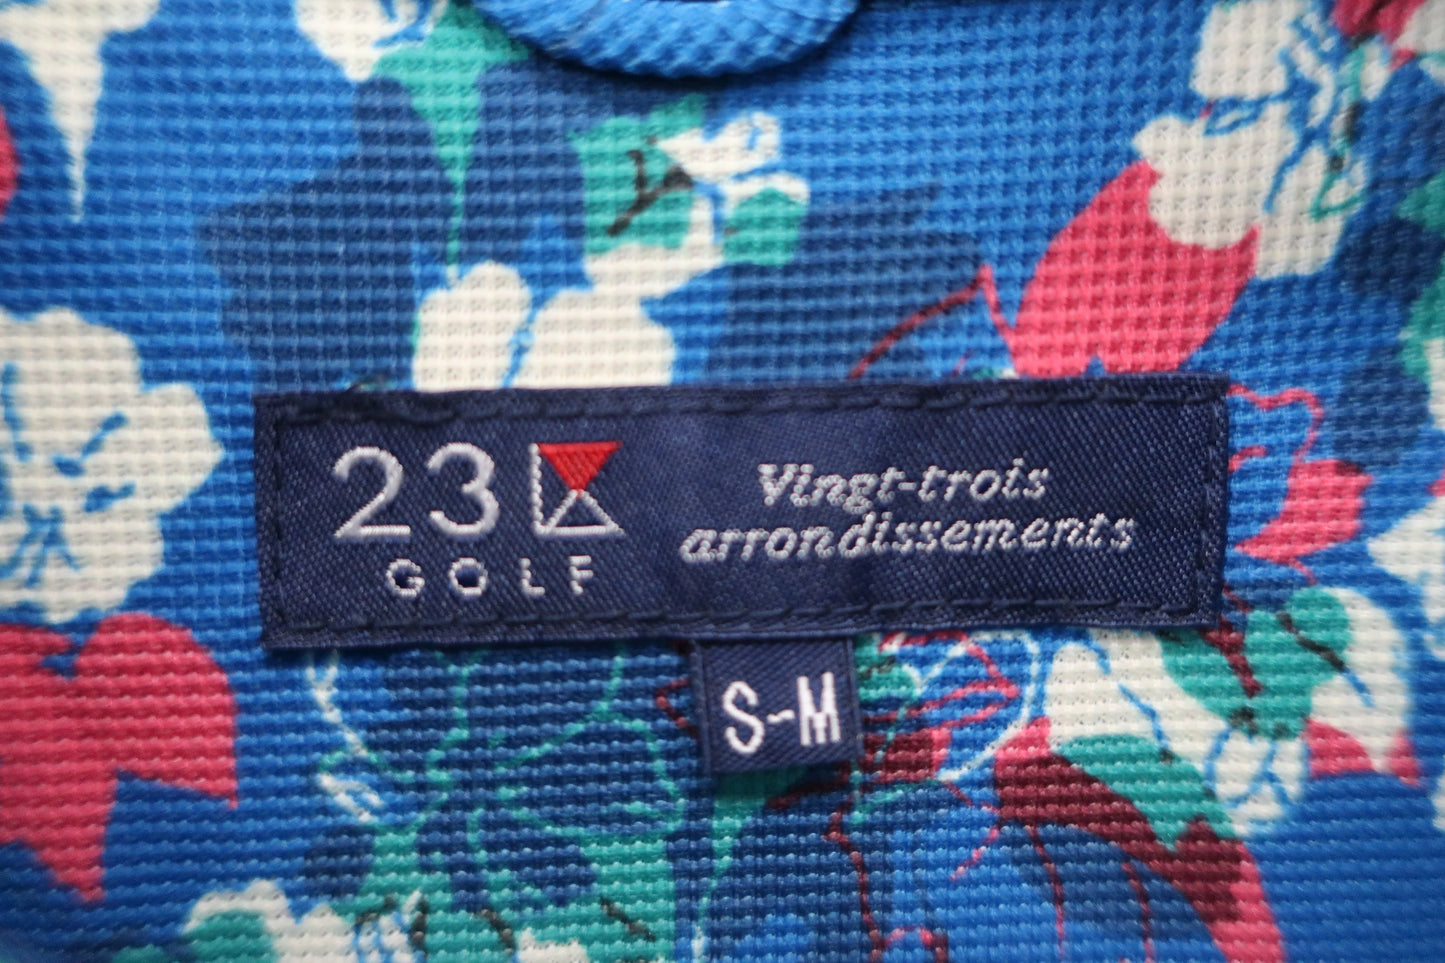 23
GOLF
Vingt-trois
arrondissements
S~M